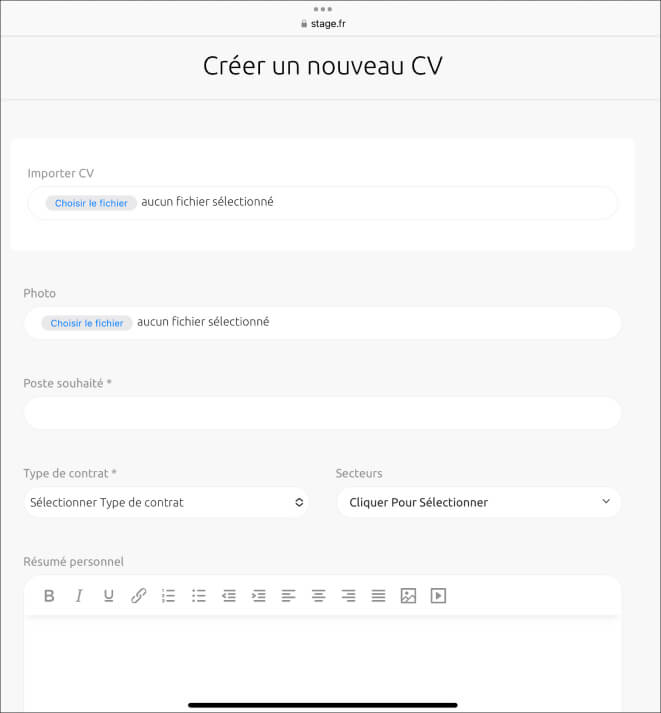 stage.fr
Créer un nouveau CV
Importer CV
Choisir le fichier aucun fichier sélectionné
Photo
Choisir le fichier aucun fichier sélectionné
Poste souhaité *
Type de contrat * Secteurs
Sélectionner Type de contrat Cliquer Pour Sélectionner
Résumé personnel
B I U